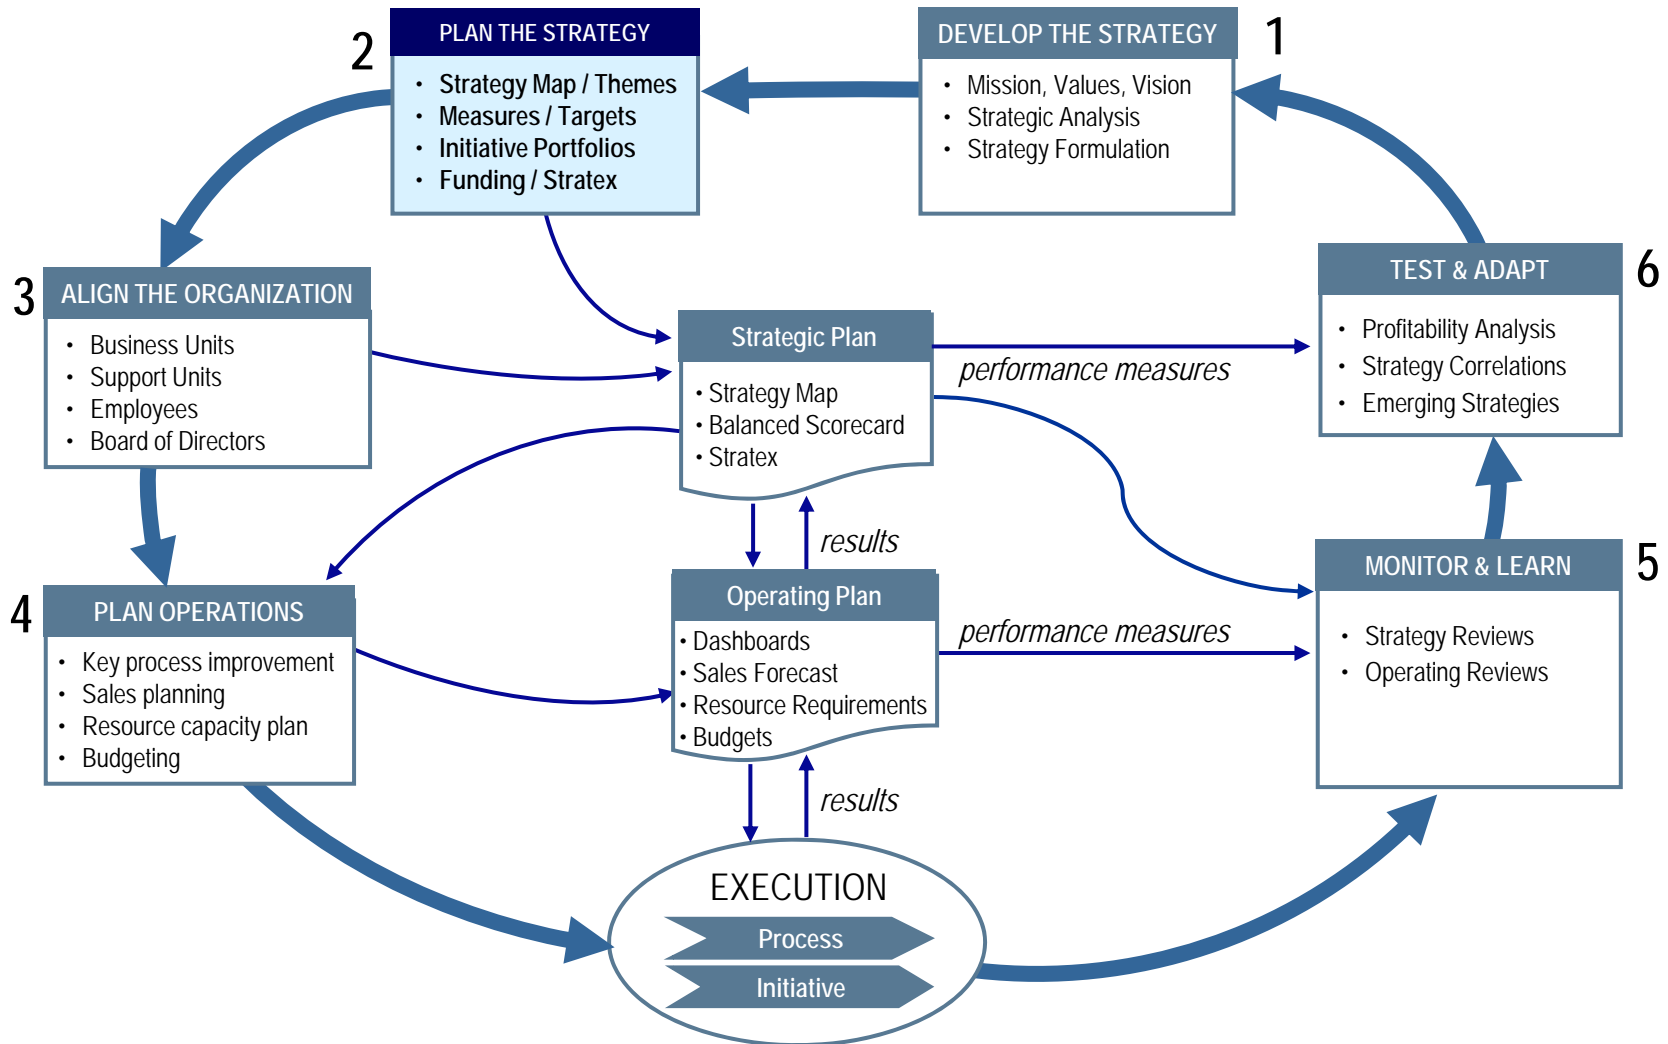 2
PLAN THE STRATEGY
• Strategy Map / Themes
• Measures / Targets
• Initiative Portfolios
• Funding / Stratex
DEVELOP THE STRATEGY
1
• Mission, Values, Vision
• Strategic Analysis
• Strategy Formulation
3
ALIGN THE ORGANIZATION
• Business Units
• Support Units
• Employees
• Board of Directors
Strategic Plan
• Strategy Map
• Balanced Scorecard
• Stratex
performance measures
TEST & ADAPT
6
• Profitability Analysis
• Strategy Correlations
• Emerging Strategies
results
4
PLAN OPERATIONS
• Key process improvement
• Sales planning
• Resource capacity plan
• Budgeting
Operating Plan
• Dashboards
• Sales Forecast
• Resource Requirements
• Budgets
performance measures
MONITOR & LEARN
5
• Strategy Reviews
• Operating Reviews
results
EXECUTION
Process
Initiative